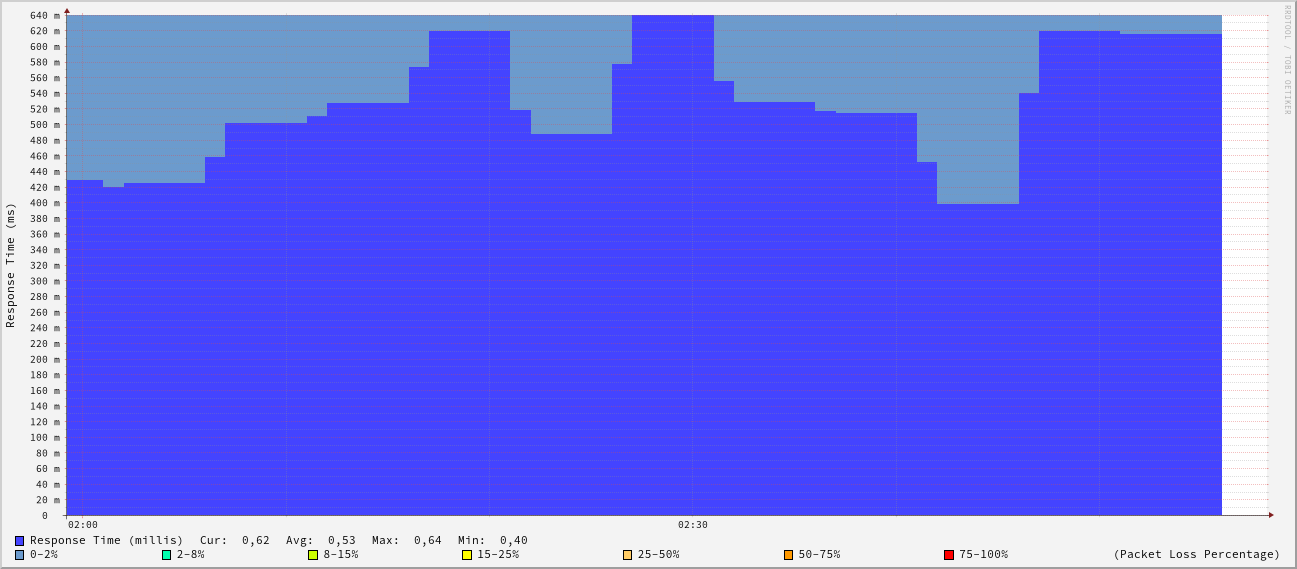 640 m
620 m
600 m
580 m
560 m
540 m
520 m
500 m
480 m
460 m
440 m
420 m
400 m
380 m
360 m
340 m
320 m
300 m
280 m
260 m
240 m
220 m
200 m
180 m
160 m
140 m
120 m
100 m
80 m
60 m
40 m
20 m
0
Response Time (ms)
RRDTOOL / TOBI OETIKER
02:00 02:30
Response Time (millis) Cur: 0,62 Avg: 0,53 Max: 0,64 Min: 0,40
0-2% 2-8% 8-15% 15-25% 25-50% 50-75% 75-100% (Packet Loss Percentage)